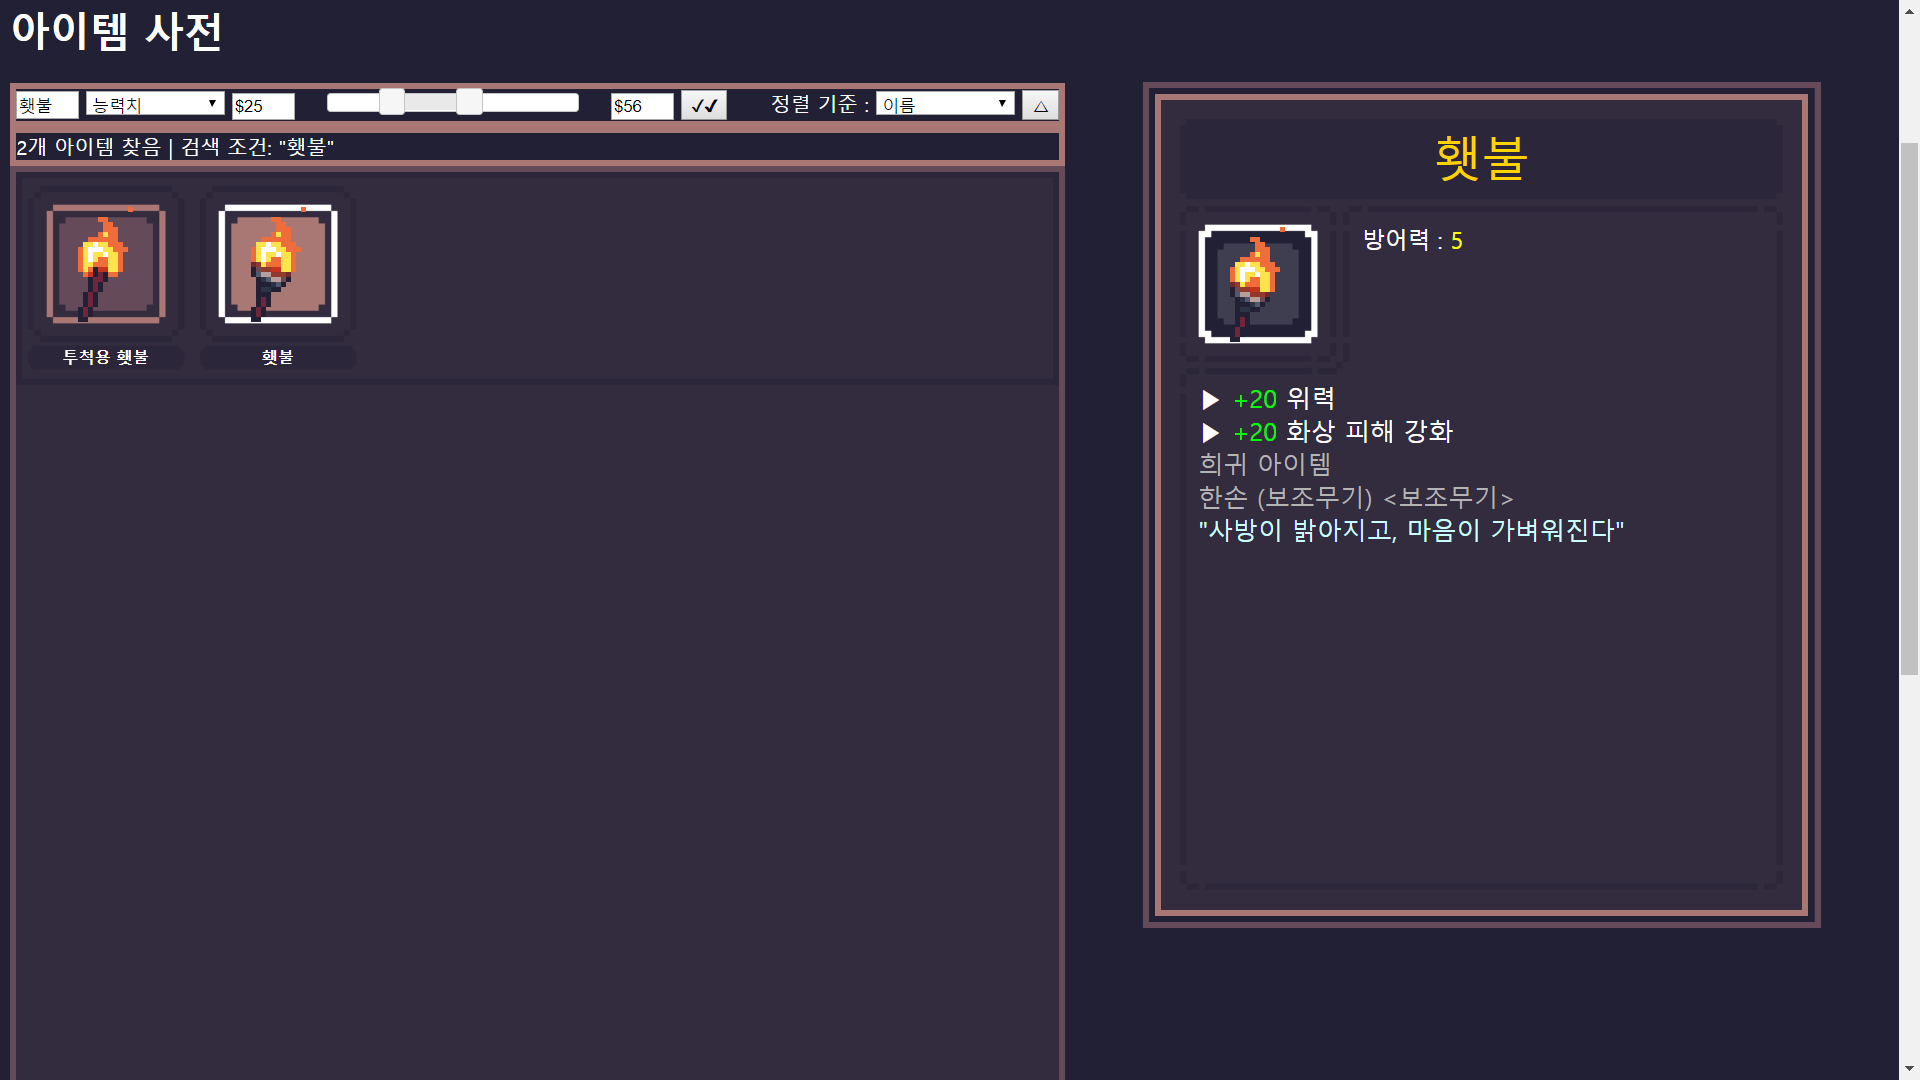 아이템 사전
횃불 능력치 ▼ $25 $56 ✓✓ 정렬 기준 : 이름 ▼ △
2개 아이템 찾음 | 검색 조건: "횃불"
투척용 횃불
횃불
횃불
방어력 : 5
▶ +20 위력
▶ +20 화상 피해 강화
희귀 아이템
한손 (보조무기) <보조무기>
"사방이 밝아지고, 마음이 가벼워진다"